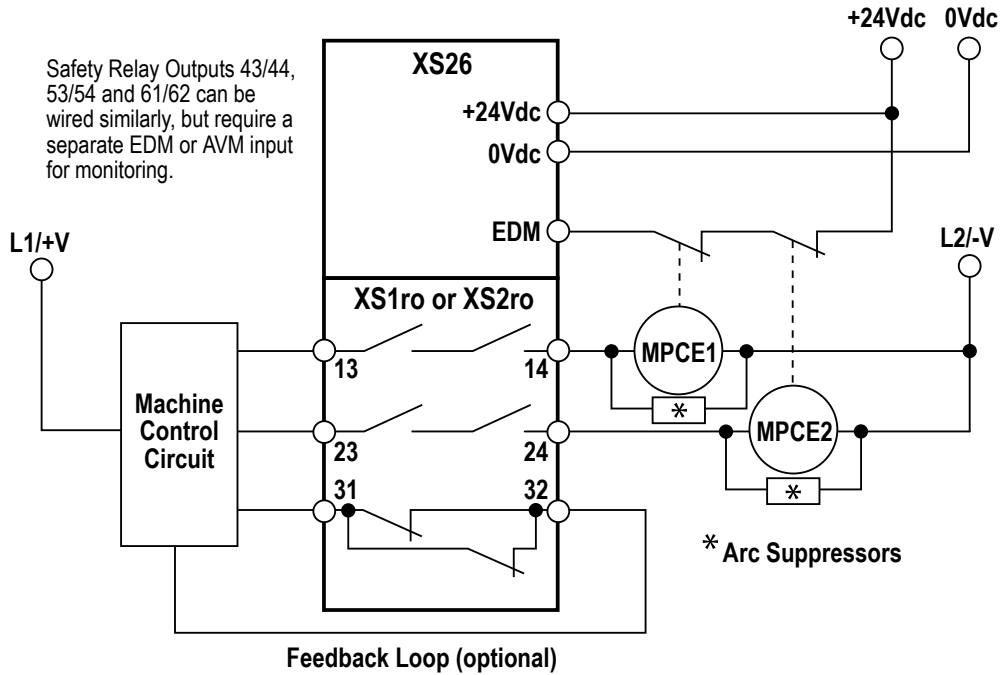 +24Vdc 0Vdc
Safety Relay Outputs 43/44,
53/54 and 61/62 can be
wired similarly, but require a
separate EDM or AVM input
for monitoring.
XS26
+24Vdc
0Vdc
EDM
L1/+V
L2/-V
XS1ro or XS2ro
13
14
MPCE1
*
Machine
Control
Circuit
23
24
MPCE2
*
31
32
* Arc Suppressors
Feedback Loop (optional)